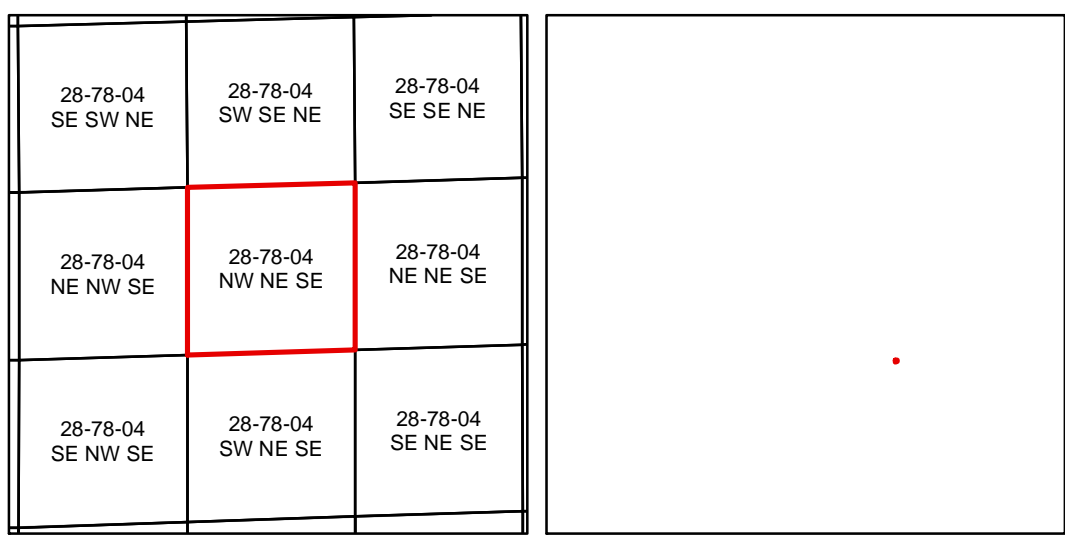 28-78-04
SE SW NE
28-78-04
SW SE NE
28-78-04
SE SE NE
28-78-04
NE NW SE
28-78-04
NW NE SE
28-78-04
NE NE SE
28-78-04
SE NW SE
28-78-04
SW NE SE
28-78-04
SE NE SE